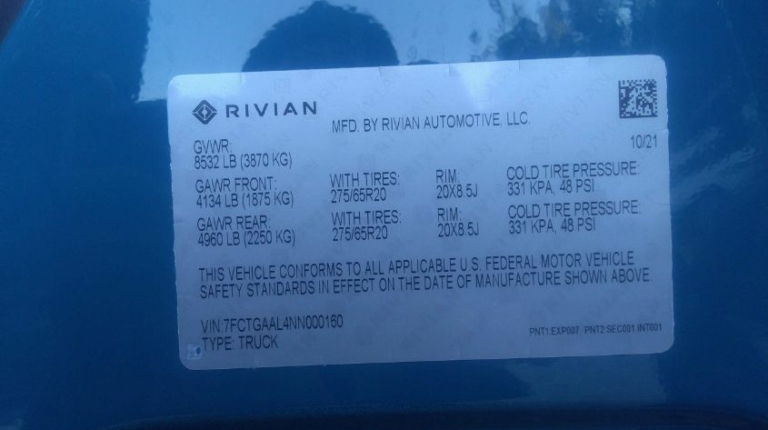 RIVIAN
MFD. BY RIVIAN AUTOMOTIVE, LLC.
10/21
GVWR:
8532 LB (3870 KG)
GAWR FRONT: WITH TIRES: RIM: COLD TIRE PRESSURE:
4134 LB (1875 KG) 275/65R20 20X8.5J 331 KPA, 48 PSI
GAWR REAR: WITH TIRES: RIM: COLD TIRE PRESSURE:
4960 LB (2250 KG) 275/65R20 20X8.5J 331 KPA, 48 PSI
THIS VEHICLE CONFORMS TO ALL APPLICABLE U.S. FEDERAL MOTOR VEHICLE
SAFETY STANDARDS IN EFFECT ON THE DATE OF MANUFACTURE SHOWN ABOVE
VIN:7FCTGAAL4NN000160
PNT1:EXP007 PNT2:SEC001 INT001
TYPE: TRUCK